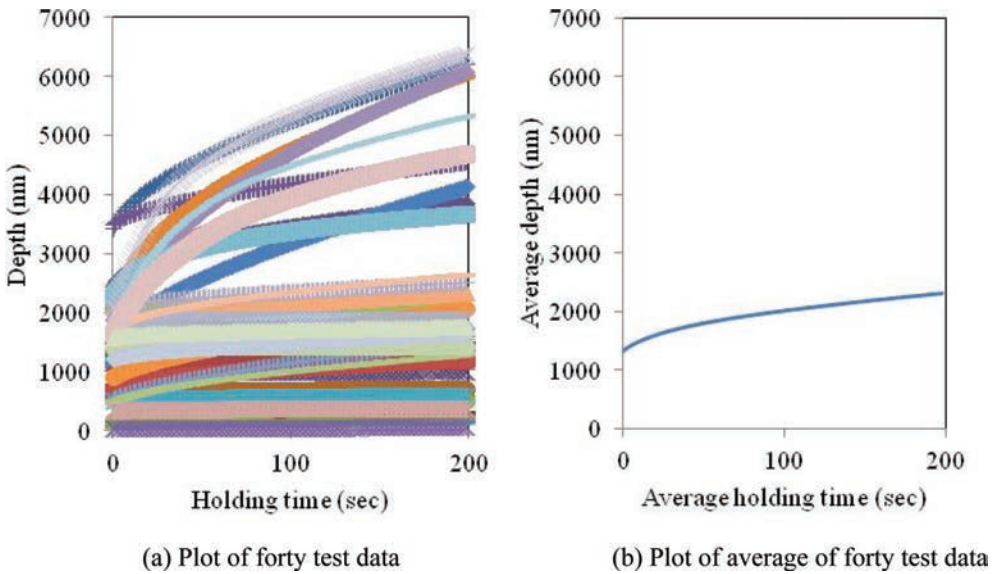 7000
6000
5000
4000
3000
2000
1000
0
Depth (nm)
0 100 200
Holding time (sec)
(a) Plot of forty test data
7000
6000
5000
4000
3000
2000
1000
0
Average depth (nm)
0 100 200
Average holding time (sec)
(b) Plot of average of forty test data